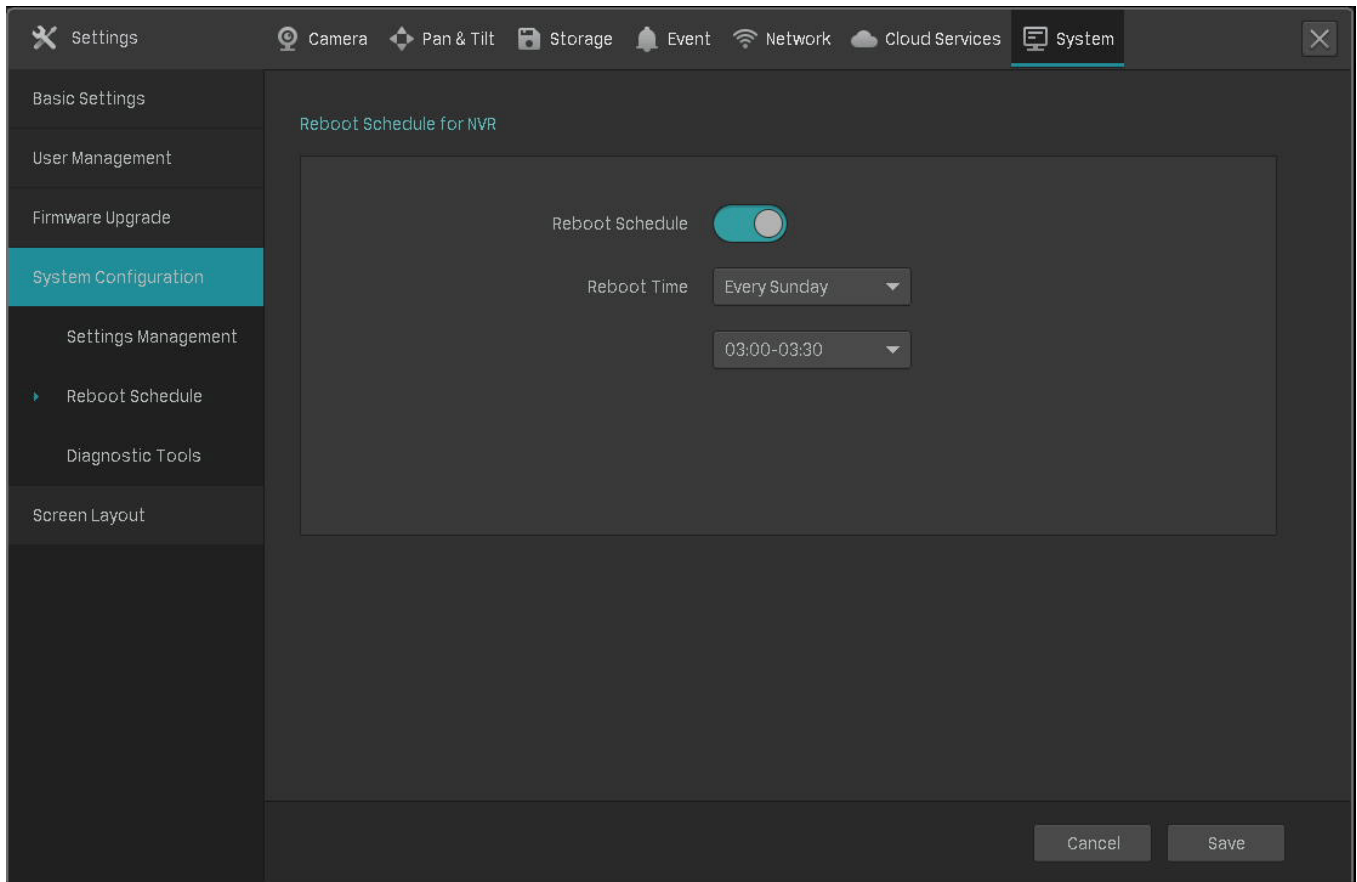 Settings
Camera
Pan & Tilt
Storage
Event
Network
Cloud Services
System
Basic Settings
User Management
Firmware Upgrade
System Configuration
Settings Management
Reboot Schedule
Diagnostic Tools
Screen Layout
Reboot Schedule for NVR
Reboot Schedule
Reboot Time
Every Sunday
03:00-03:30
Cancel
Save